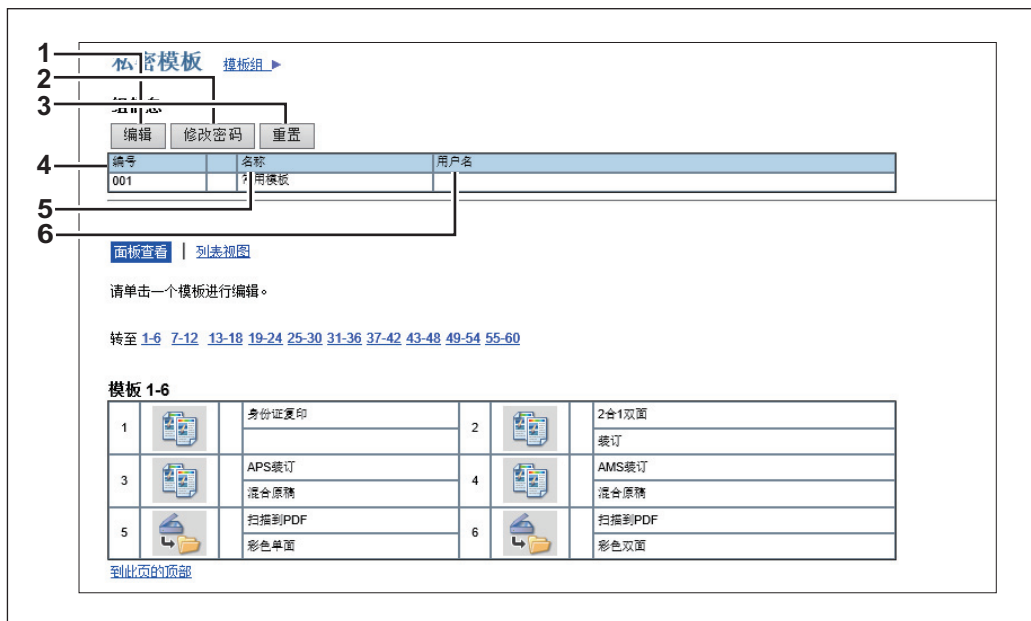 1
2
3
4
5
6
私密模板 模板组
组信息
编辑 修改密码 重置
编号 名称 用户名
001 用模板
面板查看 | 列表视图
请单击一个模板进行编辑。
转至 1-6 7-12 13-18 19-24 25-30 31-36 37-42 43-48 49-54 55-60
模板 1-6
1 身份证复印 2 2合1双面
装订
3 APS装订 4 AMS装订
混合原稿 混合原稿
5 扫描到PDF 6 扫描到PDF
彩色单面 彩色双面
到此页的顶部